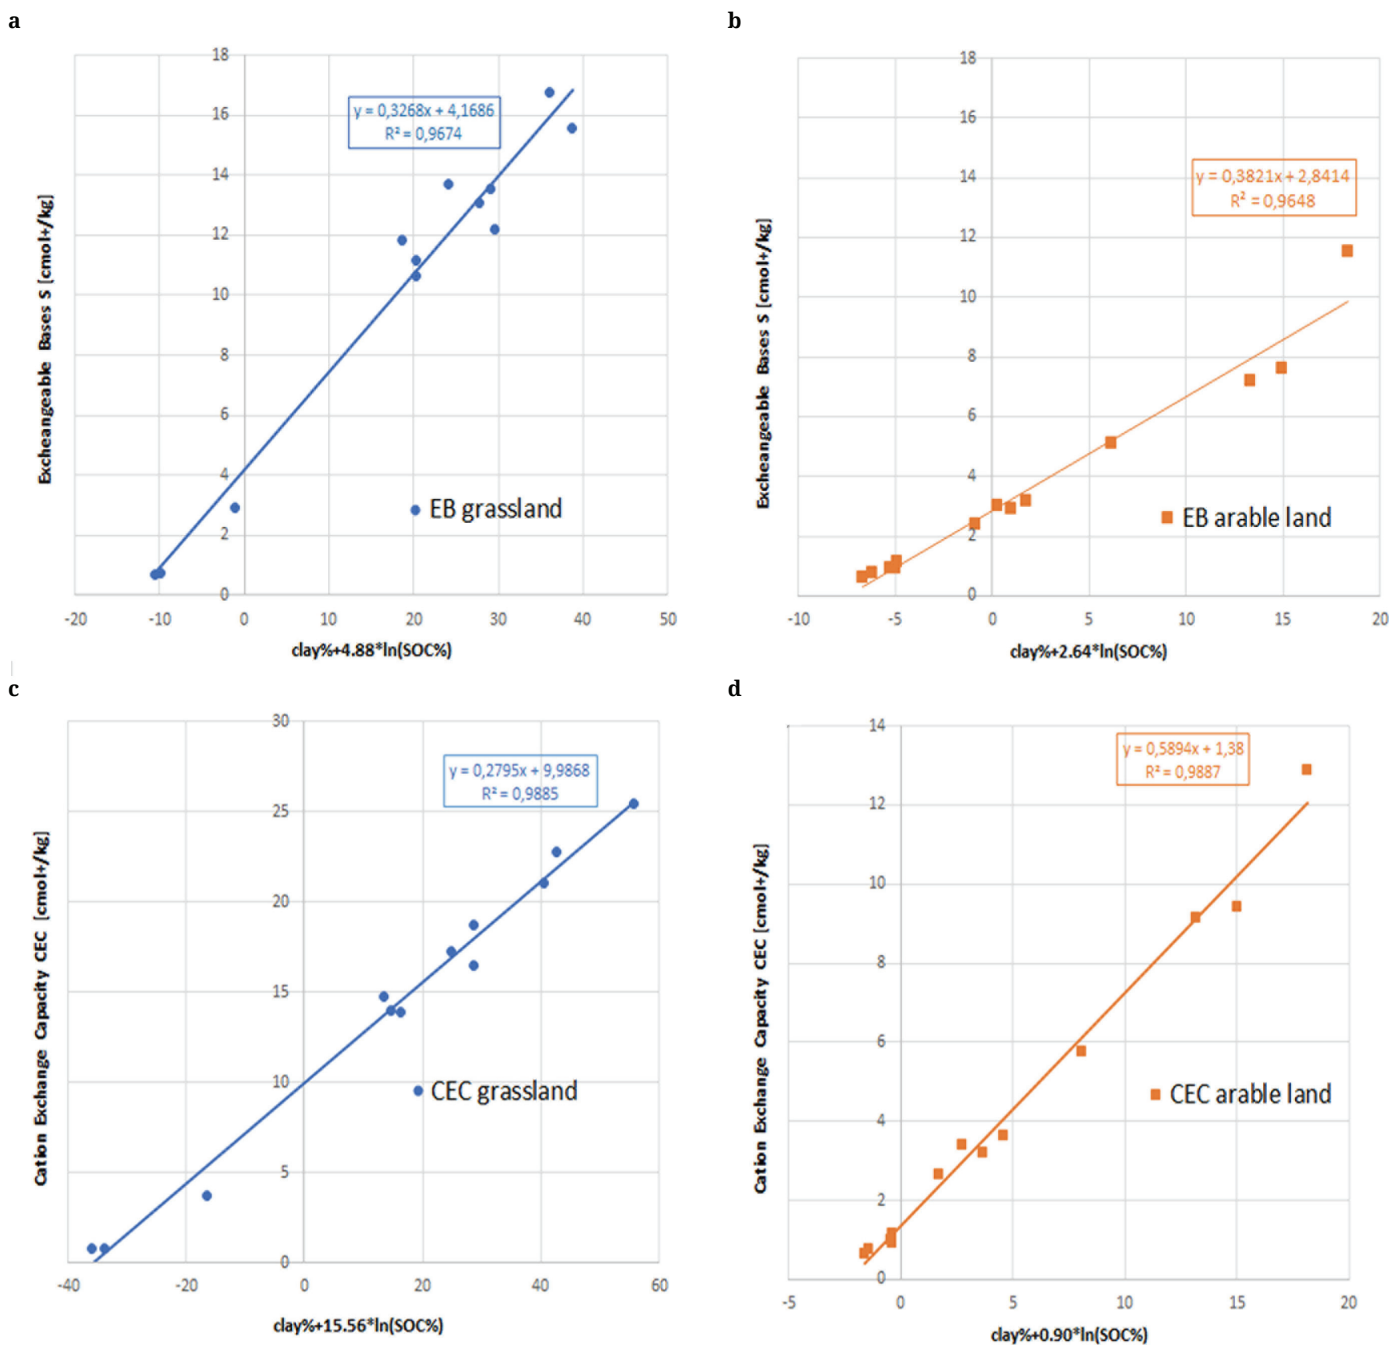 a
18
16
14
12
10
8
6
4
2
0
-20
-10
0
10
20
30
40
50
y = 0,3268x + 4,1686
R² = 0,9674
EB grassland
Excheangeable Bases S [cmol+/kg]
clay%+4.88*ln(SOC%)
b
18
16
14
12
10
8
6
4
2
0
-10
-5
0
5
10
15
20
y = 0,3821x + 2,8414
R² = 0,9648
EB arable land
Excheangeable Bases S [cmol+/kg]
clay%+2.64*ln(SOC%)
c
30
25
20
15
10
5
0
-40
-20
0
20
40
60
y = 0,2795x + 9,9868
R² = 0,9885
CEC grassland
Cation Exchange Capacity CEC [cmol+/kg]
clay%+15.56*ln(SOC%)
d
14
12
10
8
6
4
2
0
-5
0
5
10
15
20
y = 0,5894x + 1,38
R² = 0,9887
CEC arable land
Cation Exchange Capacity CEC [cmol+/kg]
clay%+0.90*ln(SOC%)